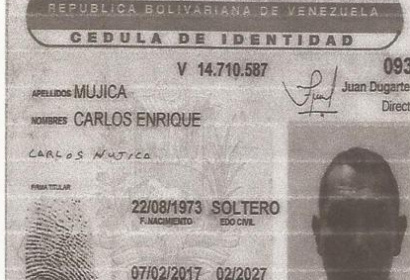 REPUBLICA BOLIVARIANA DE VENEZUELA
CEDULA DE IDENTIDAD
V 14.710.587 093
Juan Dugarte
Direct
APELLIDOS MUJICA
NOMBRES CARLOS ENRIQUE
CARLOS MUJICA
FIRMA TITULAR
22/08/1973 SOLTERO
F. NACIMIENTO EDO CIVIL
07/02/2017 02/2027